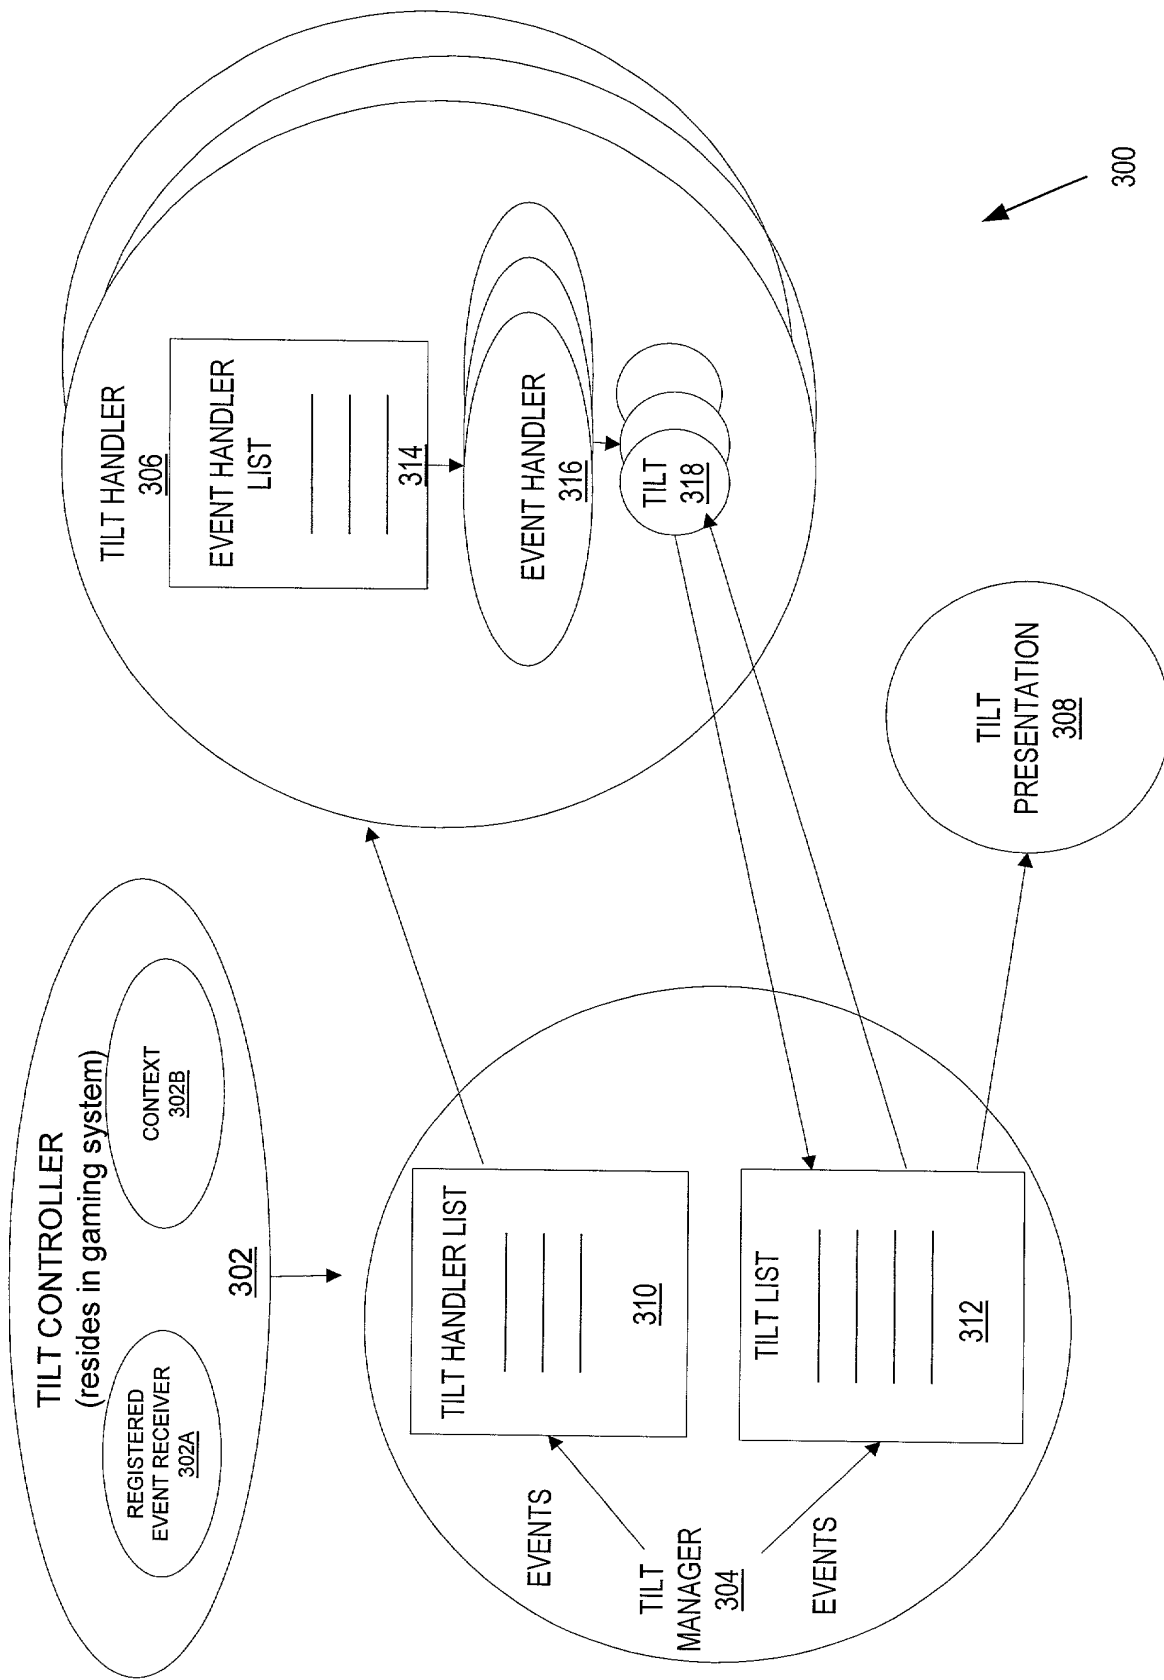 TILT CONTROLLER
(resides in gaming system)
REGISTERED
EVENT RECEIVER
302A
CONTEXT
302B
302
TILT HANDLER
306
EVENT HANDLER
LIST
314
EVENT HANDLER
316
TILT
318
EVENTS
TILT HANDLER LIST
310
TILT
MANAGER
304
EVENTS
TILT LIST
312
TILT
PRESENTATION
308
300